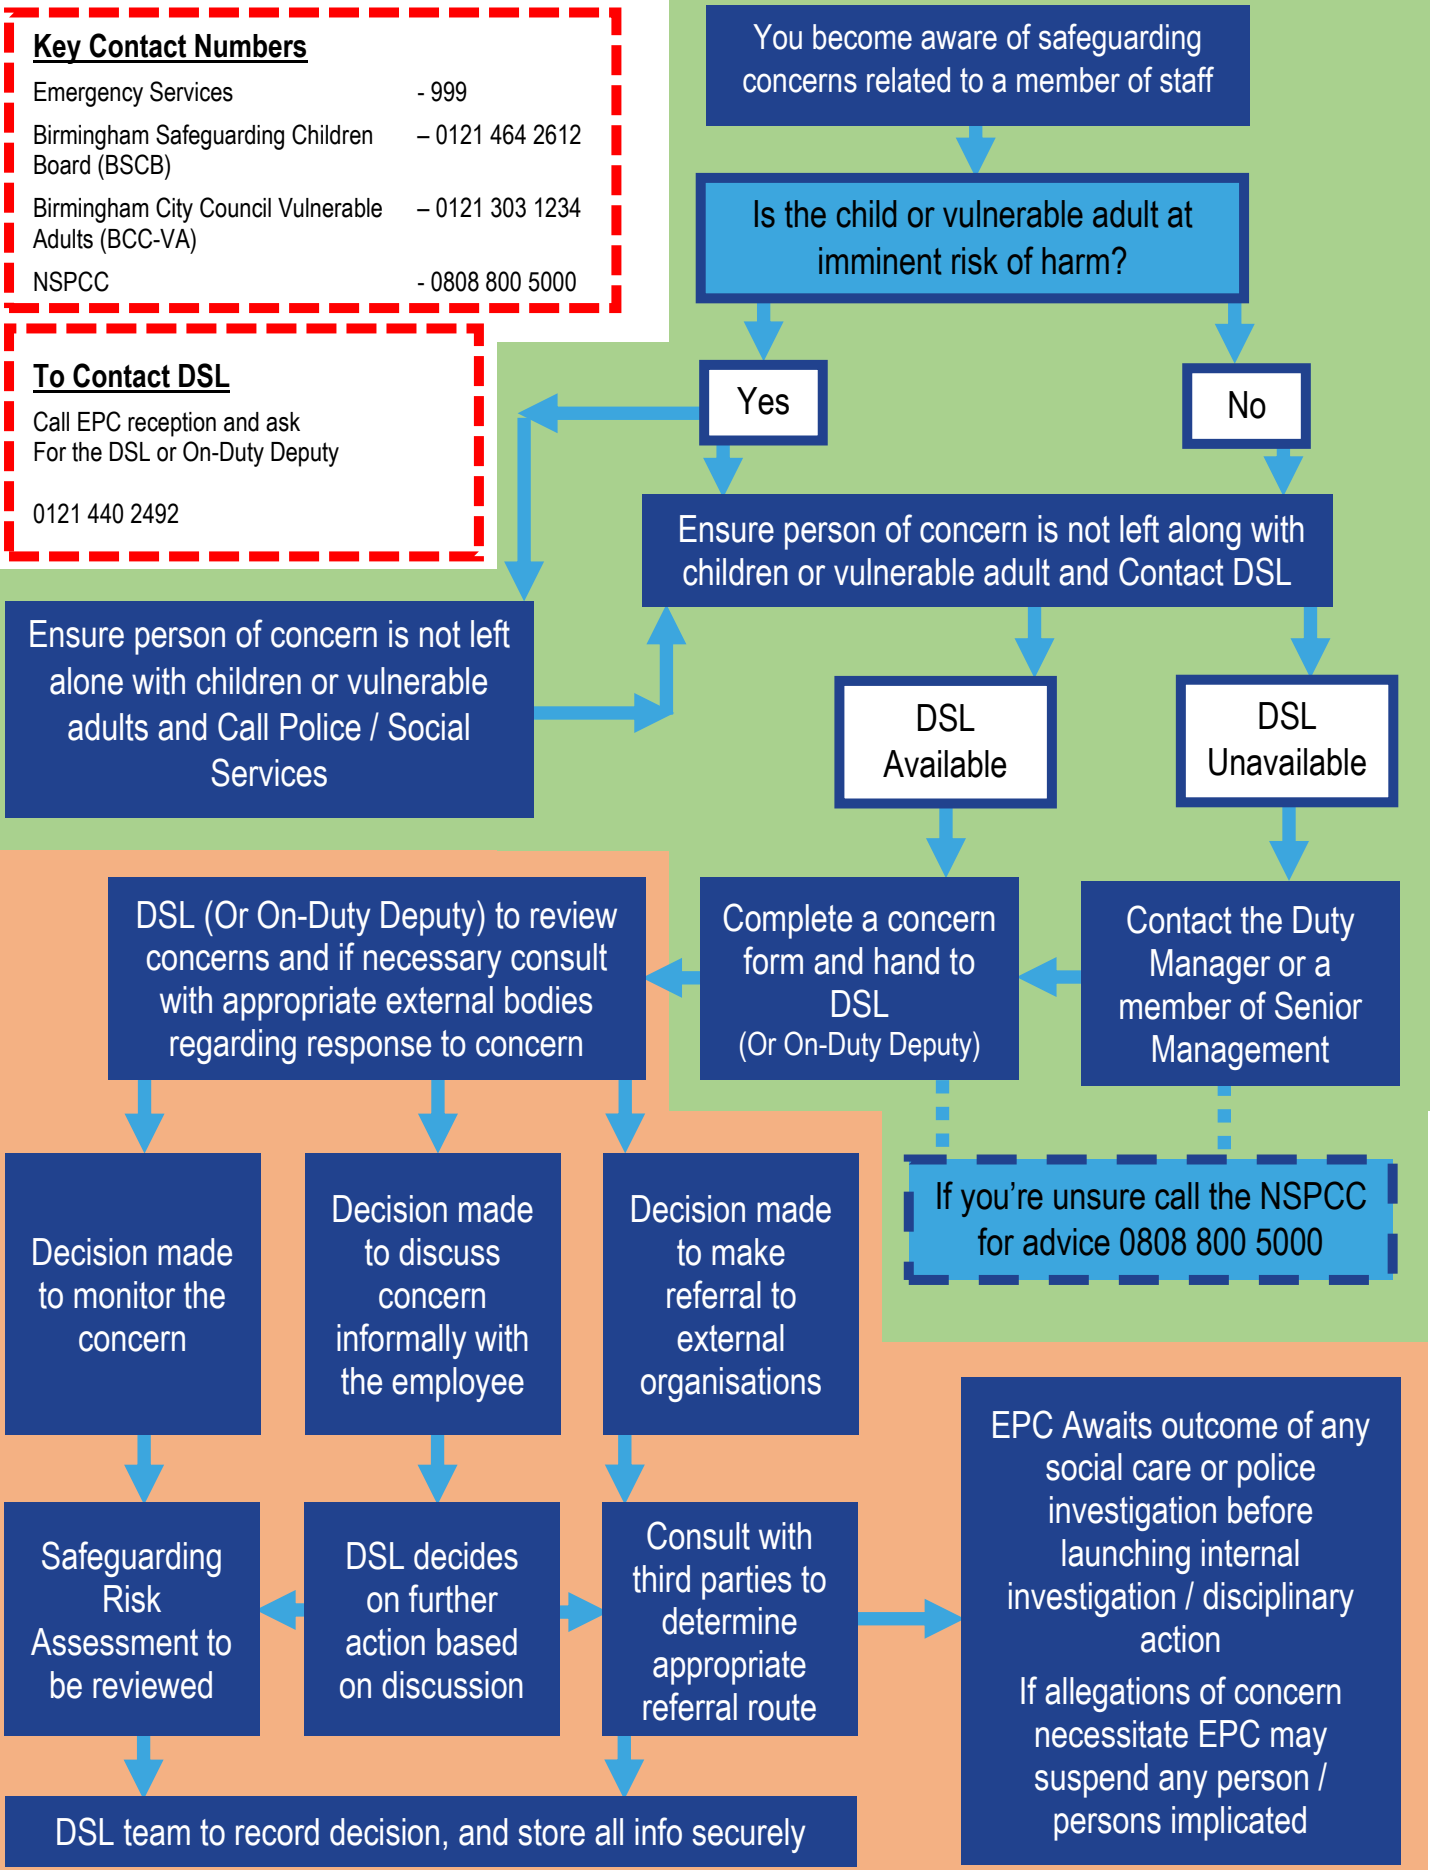 Key Contact Numbers
Emergency Services - 999
Birmingham Safeguarding Children – 0121 464 2612
Board (BSCB)
Birmingham City Council Vulnerable – 0121 303 1234
Adults (BCC-VA)
NSPCC - 0808 800 5000
To Contact DSL
Call EPC reception and ask
For the DSL or On-Duty Deputy
0121 440 2492
You become aware of safeguarding
concerns related to a member of staff
Is the child or vulnerable adult at
imminent risk of harm?
Yes
No
Ensure person of concern is not left along with
children or vulnerable adult and Contact DSL
Ensure person of concern is not left
alone with children or vulnerable
adults and Call Police / Social
Services
DSL
Available
DSL
Unavailable
DSL (Or On-Duty Deputy) to review
concerns and if necessary consult
with appropriate external bodies
regarding response to concern
Complete a concern
form and hand to
DSL
(Or On-Duty Deputy)
Contact the Duty
Manager or a
member of Senior
Management
If you’re unsure call the NSPCC
for advice 0808 800 5000
Decision made
to monitor the
concern
Decision made
to discuss
concern
informally with
the employee
Decision made
to make
referral to
external
organisations
Safeguarding
Risk
Assessment to
be reviewed
DSL decides
on further
action based
on discussion
Consult with
third parties to
determine
appropriate
referral route
EPC Awaits outcome of any
social care or police
investigation before
launching internal
investigation / disciplinary
action
If allegations of concern
necessitate EPC may
suspend any person /
persons implicated
DSL team to record decision, and store all info securely